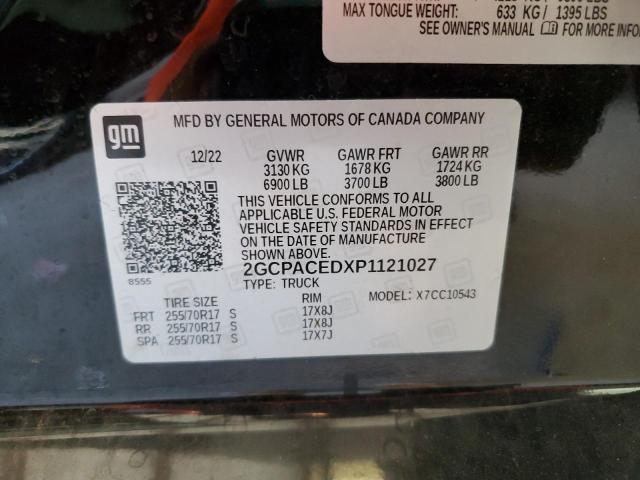 MAX TONGUE WEIGHT: 633 KG / 1395 LBS
SEE OWNER'S MANUAL FOR MORE INFO
gm
MFD BY GENERAL MOTORS OF CANADA COMPANY
12/22 GVWR GAWR FRT GAWR RR
3130 KG 1678 KG 1724 KG
6900 LB 3700 LB 3800 LB
THIS VEHICLE CONFORMS TO ALL
APPLICABLE U.S. FEDERAL MOTOR
VEHICLE SAFETY STANDARDS IN EFFECT
ON THE DATE OF MANUFACTURE
SHOWN ABOVE.
8555
2GCPACEDXP1121027
TYPE: TRUCK MODEL: X7CC10543
TIRE SIZE RIM
FRT 255/70R17 S 17X8J
RR 255/70R17 S 17X8J
SPA 255/70R17 S 17X7J